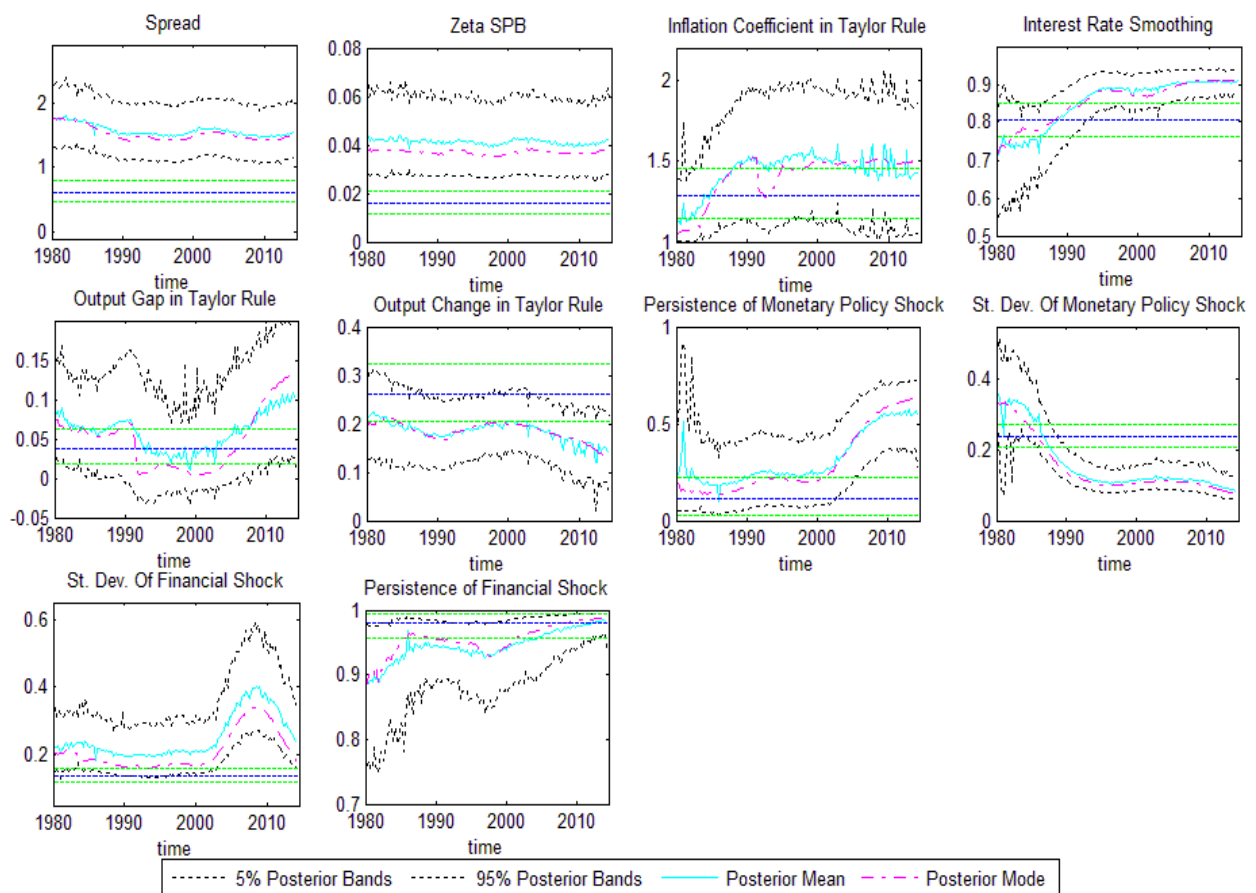 Spread
Zeta SPB
Inflation Coefficient in Taylor Rule
Interest Rate Smoothing
2
1
0
0.08
0.06
0.04
0.02
0
2
1.5
1
0.9
0.8
0.7
0.6
0.5
1980 1990 2000 2010
1980 1990 2000 2010
1980 1990 2000 2010
1980 1990 2000 2010
time
time
time
time
Output Gap in Taylor Rule
Output Change in Taylor Rule
Persistence of Monetary Policy Shock
St. Dev. Of Monetary Policy Shock
0.15
0.1
0.05
0
-0.05
0.4
0.3
0.2
0.1
0
1
0.5
0
0.4
0.2
0
1980 1990 2000 2010
1980 1990 2000 2010
1980 1990 2000 2010
1980 1990 2000 2010
time
time
time
time
St. Dev. Of Financial Shock
Persistence of Financial Shock
0.6
0.4
0.2
1
0.9
0.8
0.7
1980 1990 2000 2010
1980 1990 2000 2010
time
time
5% Posterior Bands 95% Posterior Bands Posterior Mean Posterior Mode